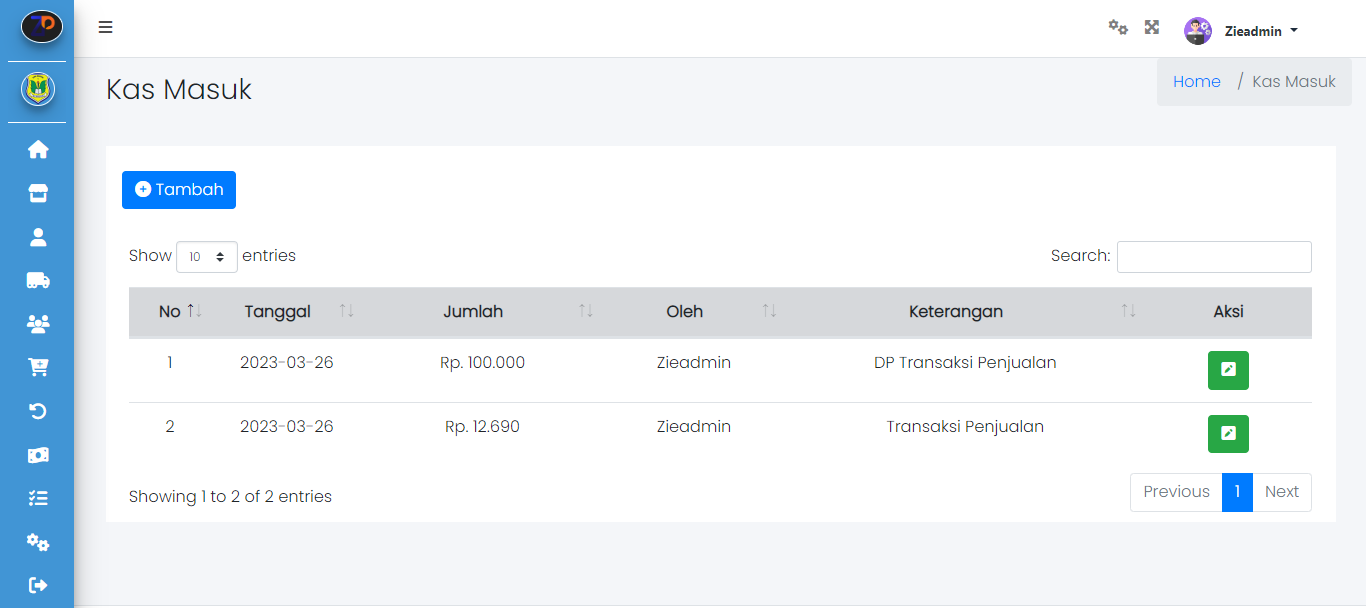 Zieadmin
Kas Masuk
Home / Kas Masuk
Tambah
Show 10 entries
Search:
No Tanggal Jumlah Oleh Keterangan Aksi
1 2023-03-26 Rp. 100.000 Zieadmin DP Transaksi Penjualan
2 2023-03-26 Rp. 12.690 Zieadmin Transaksi Penjualan
Showing 1 to 2 of 2 entries
Previous 1 Next